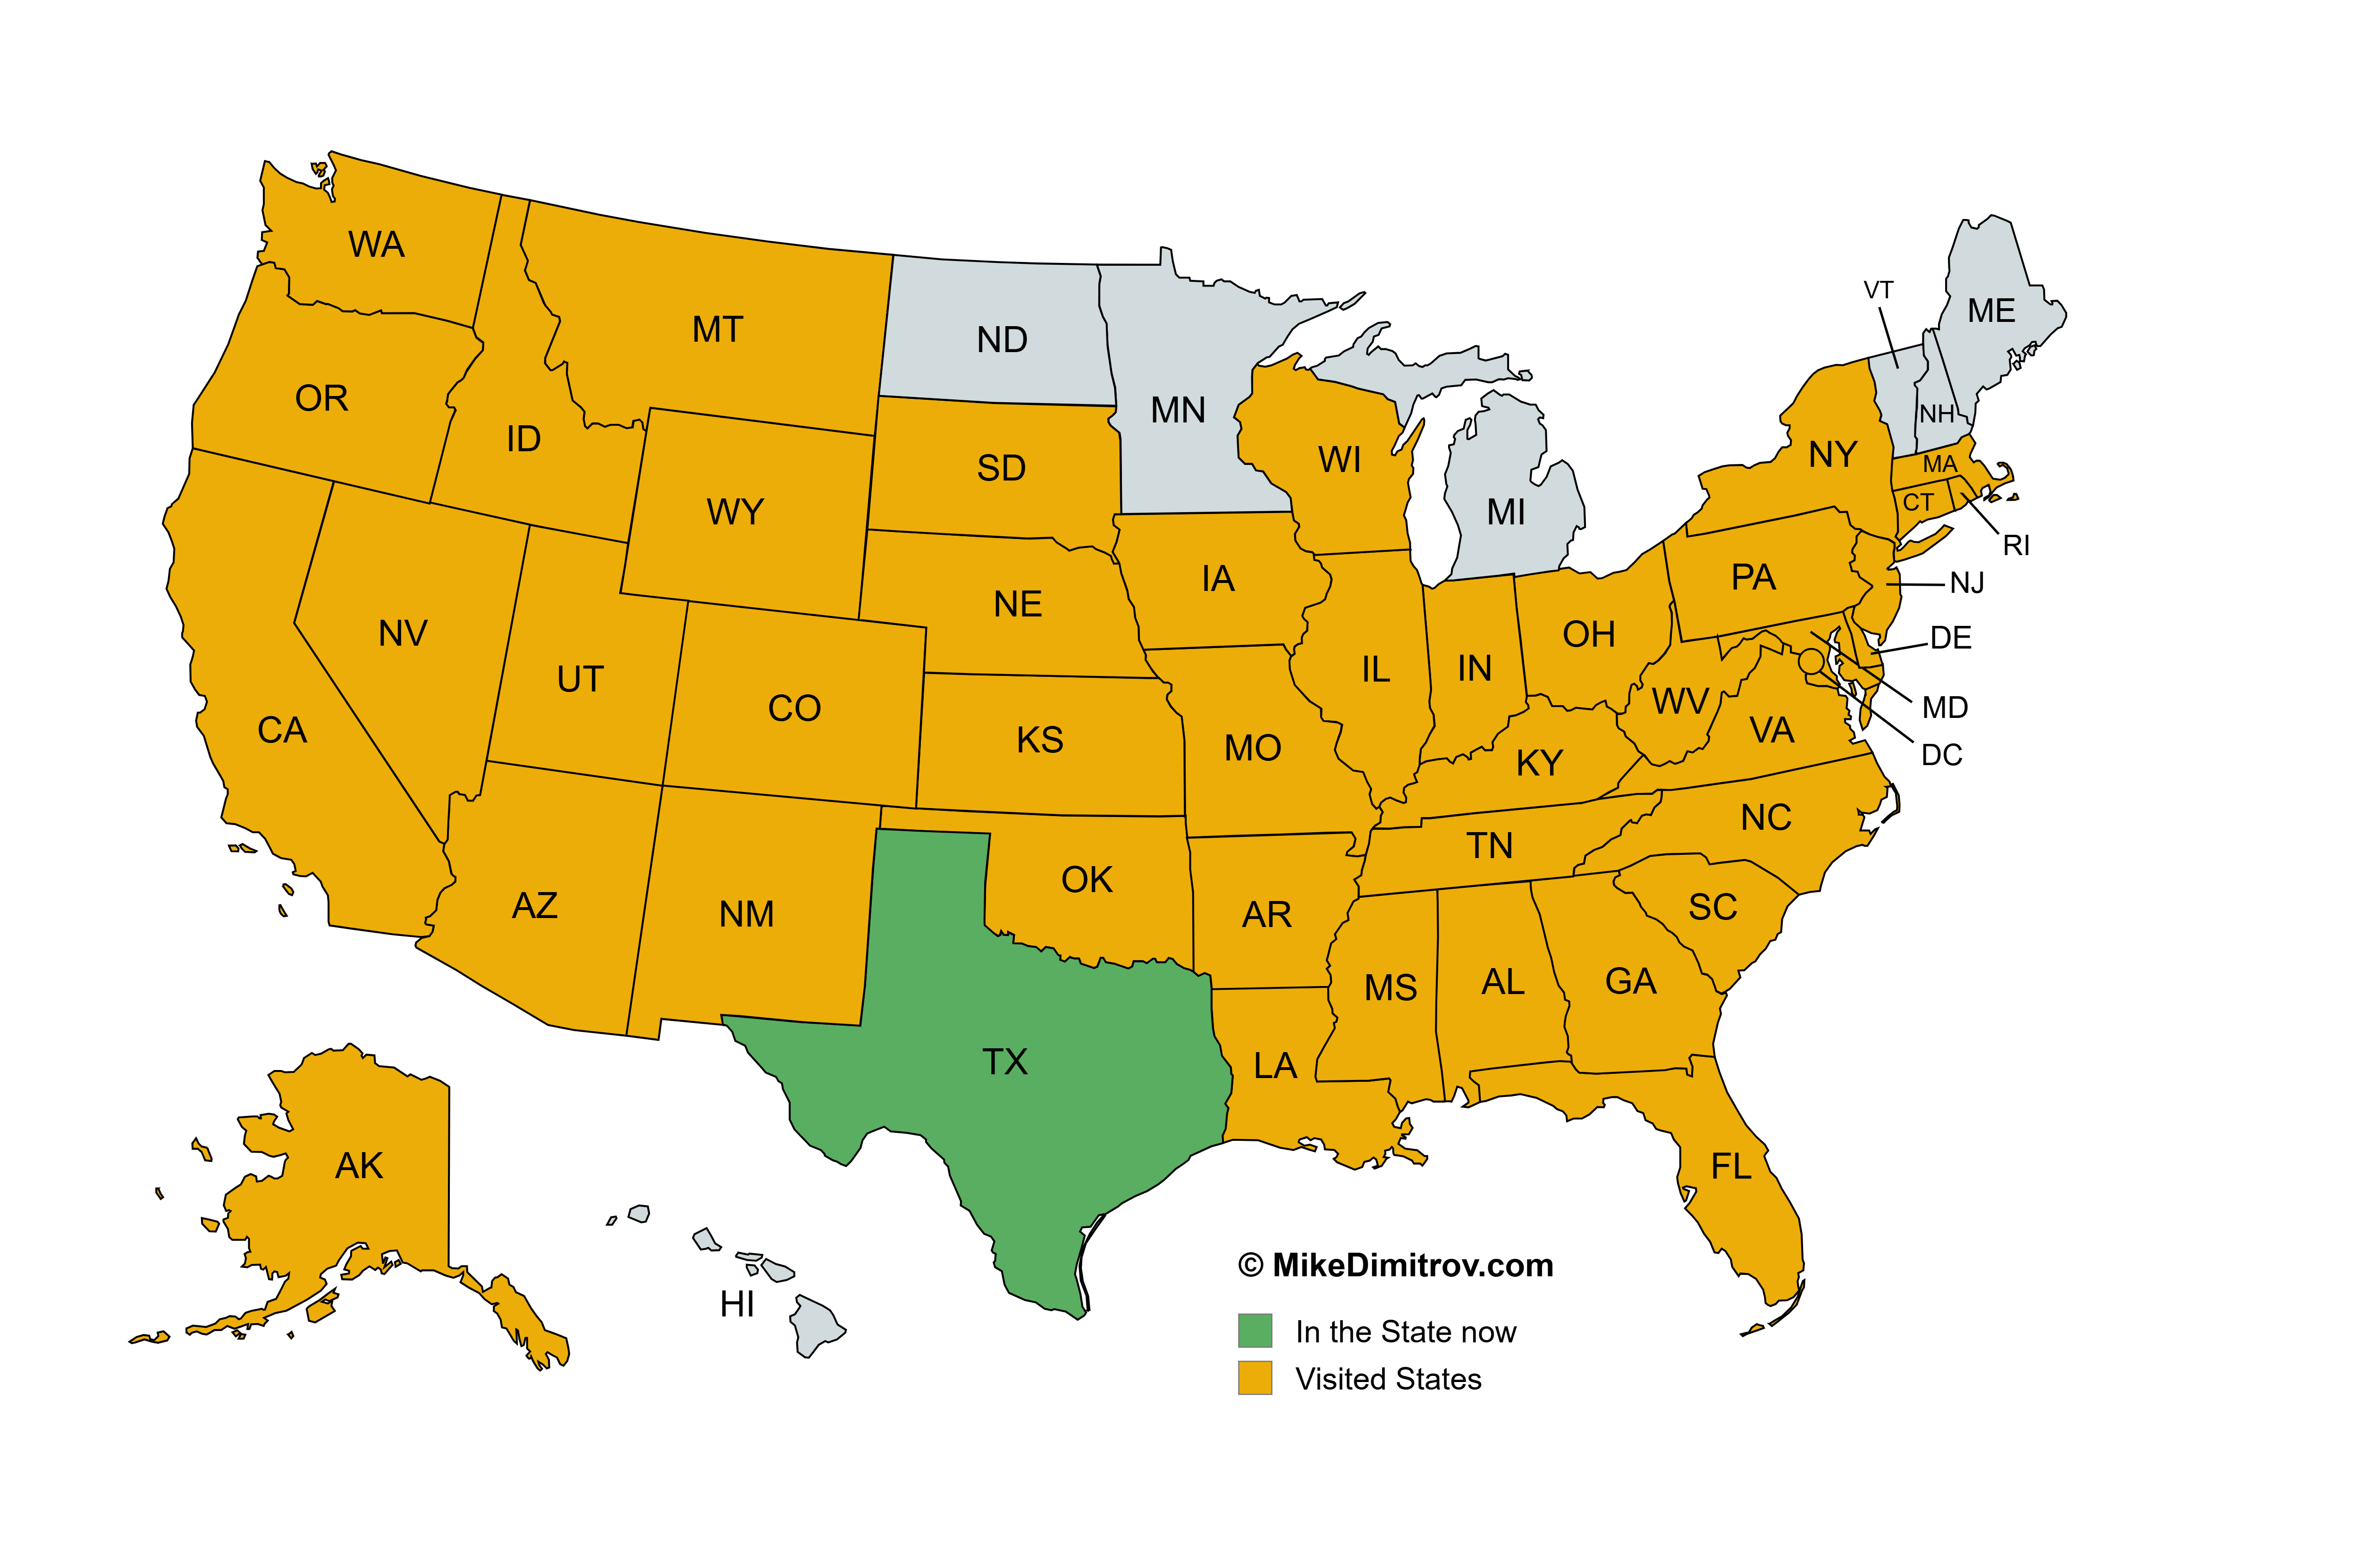 WA
MT
ND
MN
VT
ME
OR
ID
SD
WI
NH
NY
MA
WY
MI
CT
RI
IA
PA
NJ
NE
NV
OH
DE
UT
IL
IN
CO
WV
MD
CA
KS
MO
KY
VA
DC
NC
TN
OK
AZ
NM
AR
SC
MS
AL
GA
TX
LA
AK
FL
HI
© MikeDimitrov.com
In the State now
Visited States